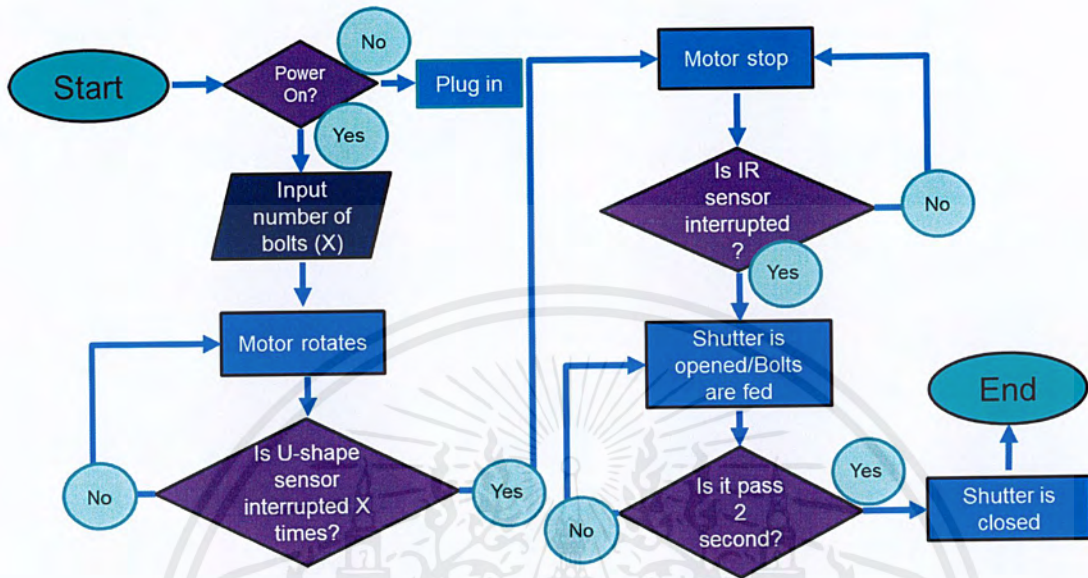 Start
Power
On?
No
Plug in
Yes
Input
number of
bolts (X)
Motor rotates
Is U-shape
sensor
interrupted X
times?
No
Yes
Motor stop
Is IR
sensor
interrupted
?
No
Yes
Shutter is
opened/Bolts
are fed
Is it pass
2
second?
No
Yes
Shutter is
closed
End